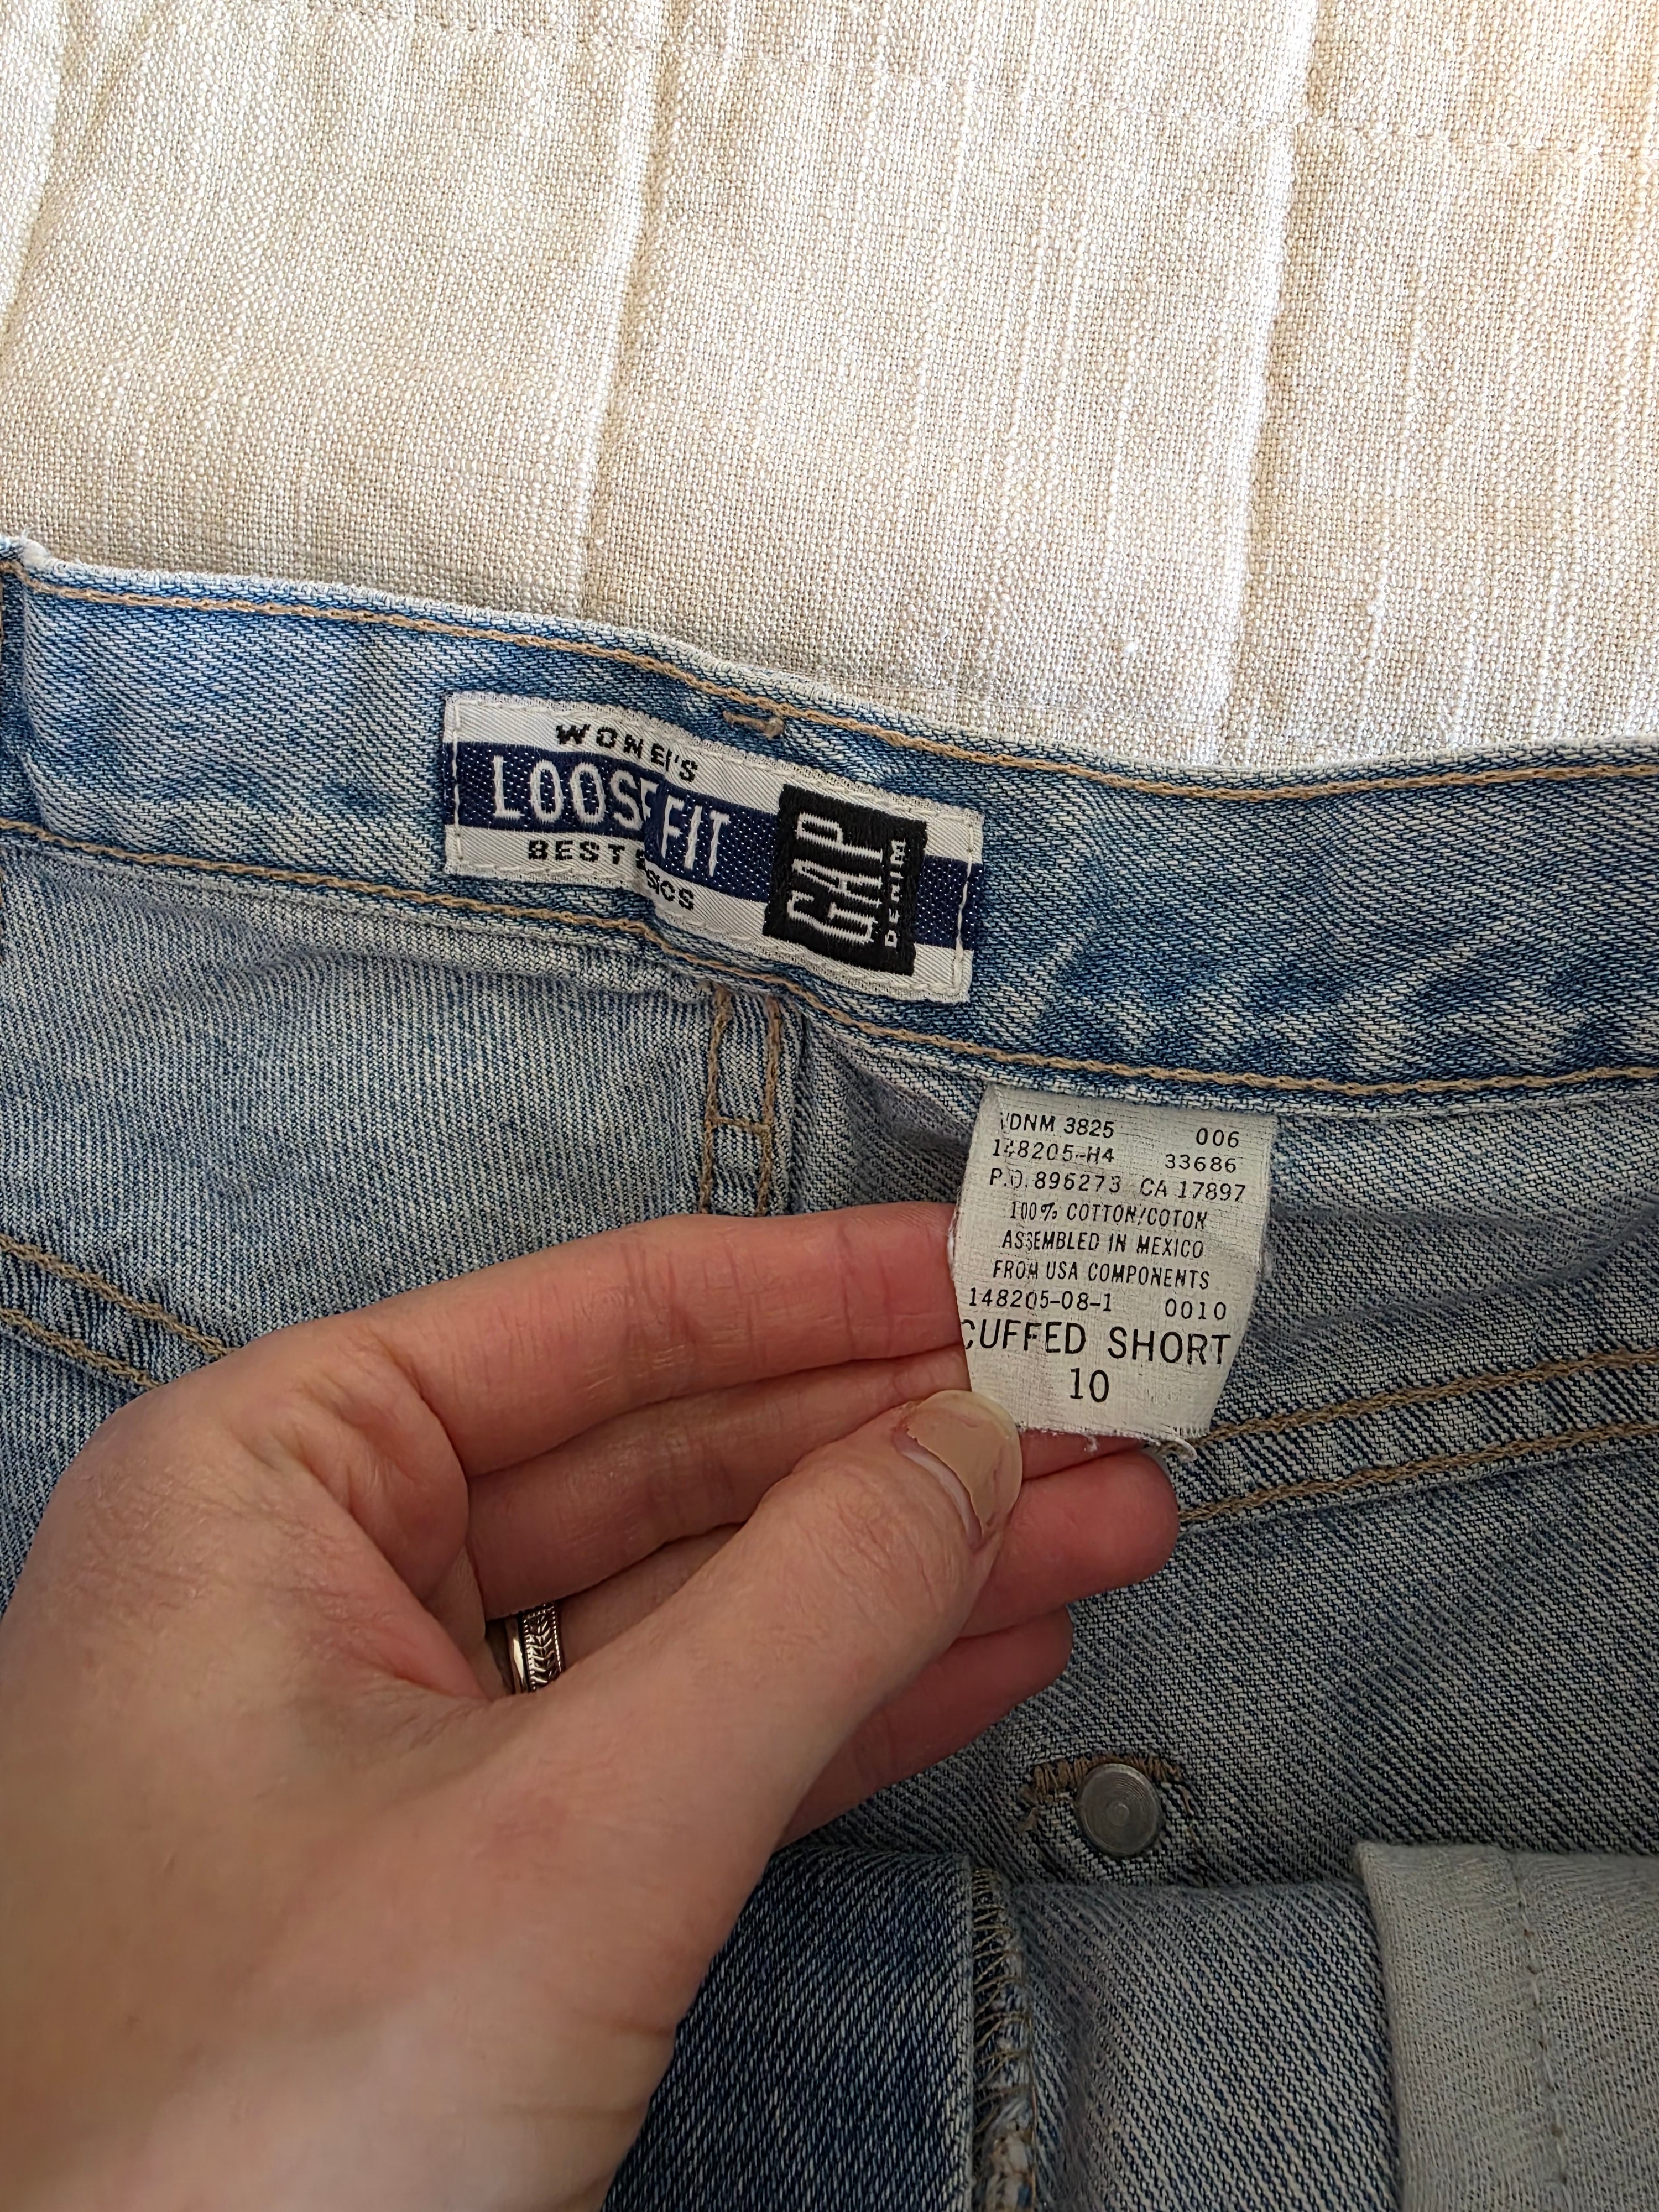 WOMEN'S
LOOSE FIT
BEST BASICS
GAP
DENIM
WDNM 3825 006
148205-H4 33686
P.O. 896273 CA 17897
100% COTTON/COTON
ASSEMBLED IN MEXICO
FROM USA COMPONENTS
148205-08-1 0010
CUFFED SHORT
10